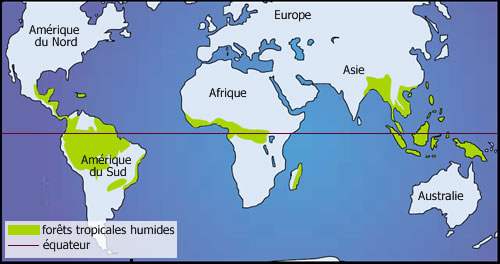 Europe
Amérique
du Nord
Asie
Afrique
Amérique
du Sud
Australie
forêts tropicales humides
équateur